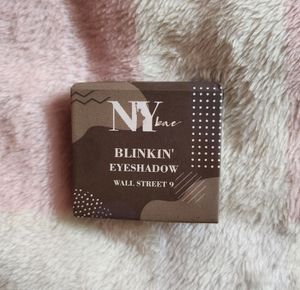 NY bae
BLINKIN'
EYESHADOW
WALL STREET 9